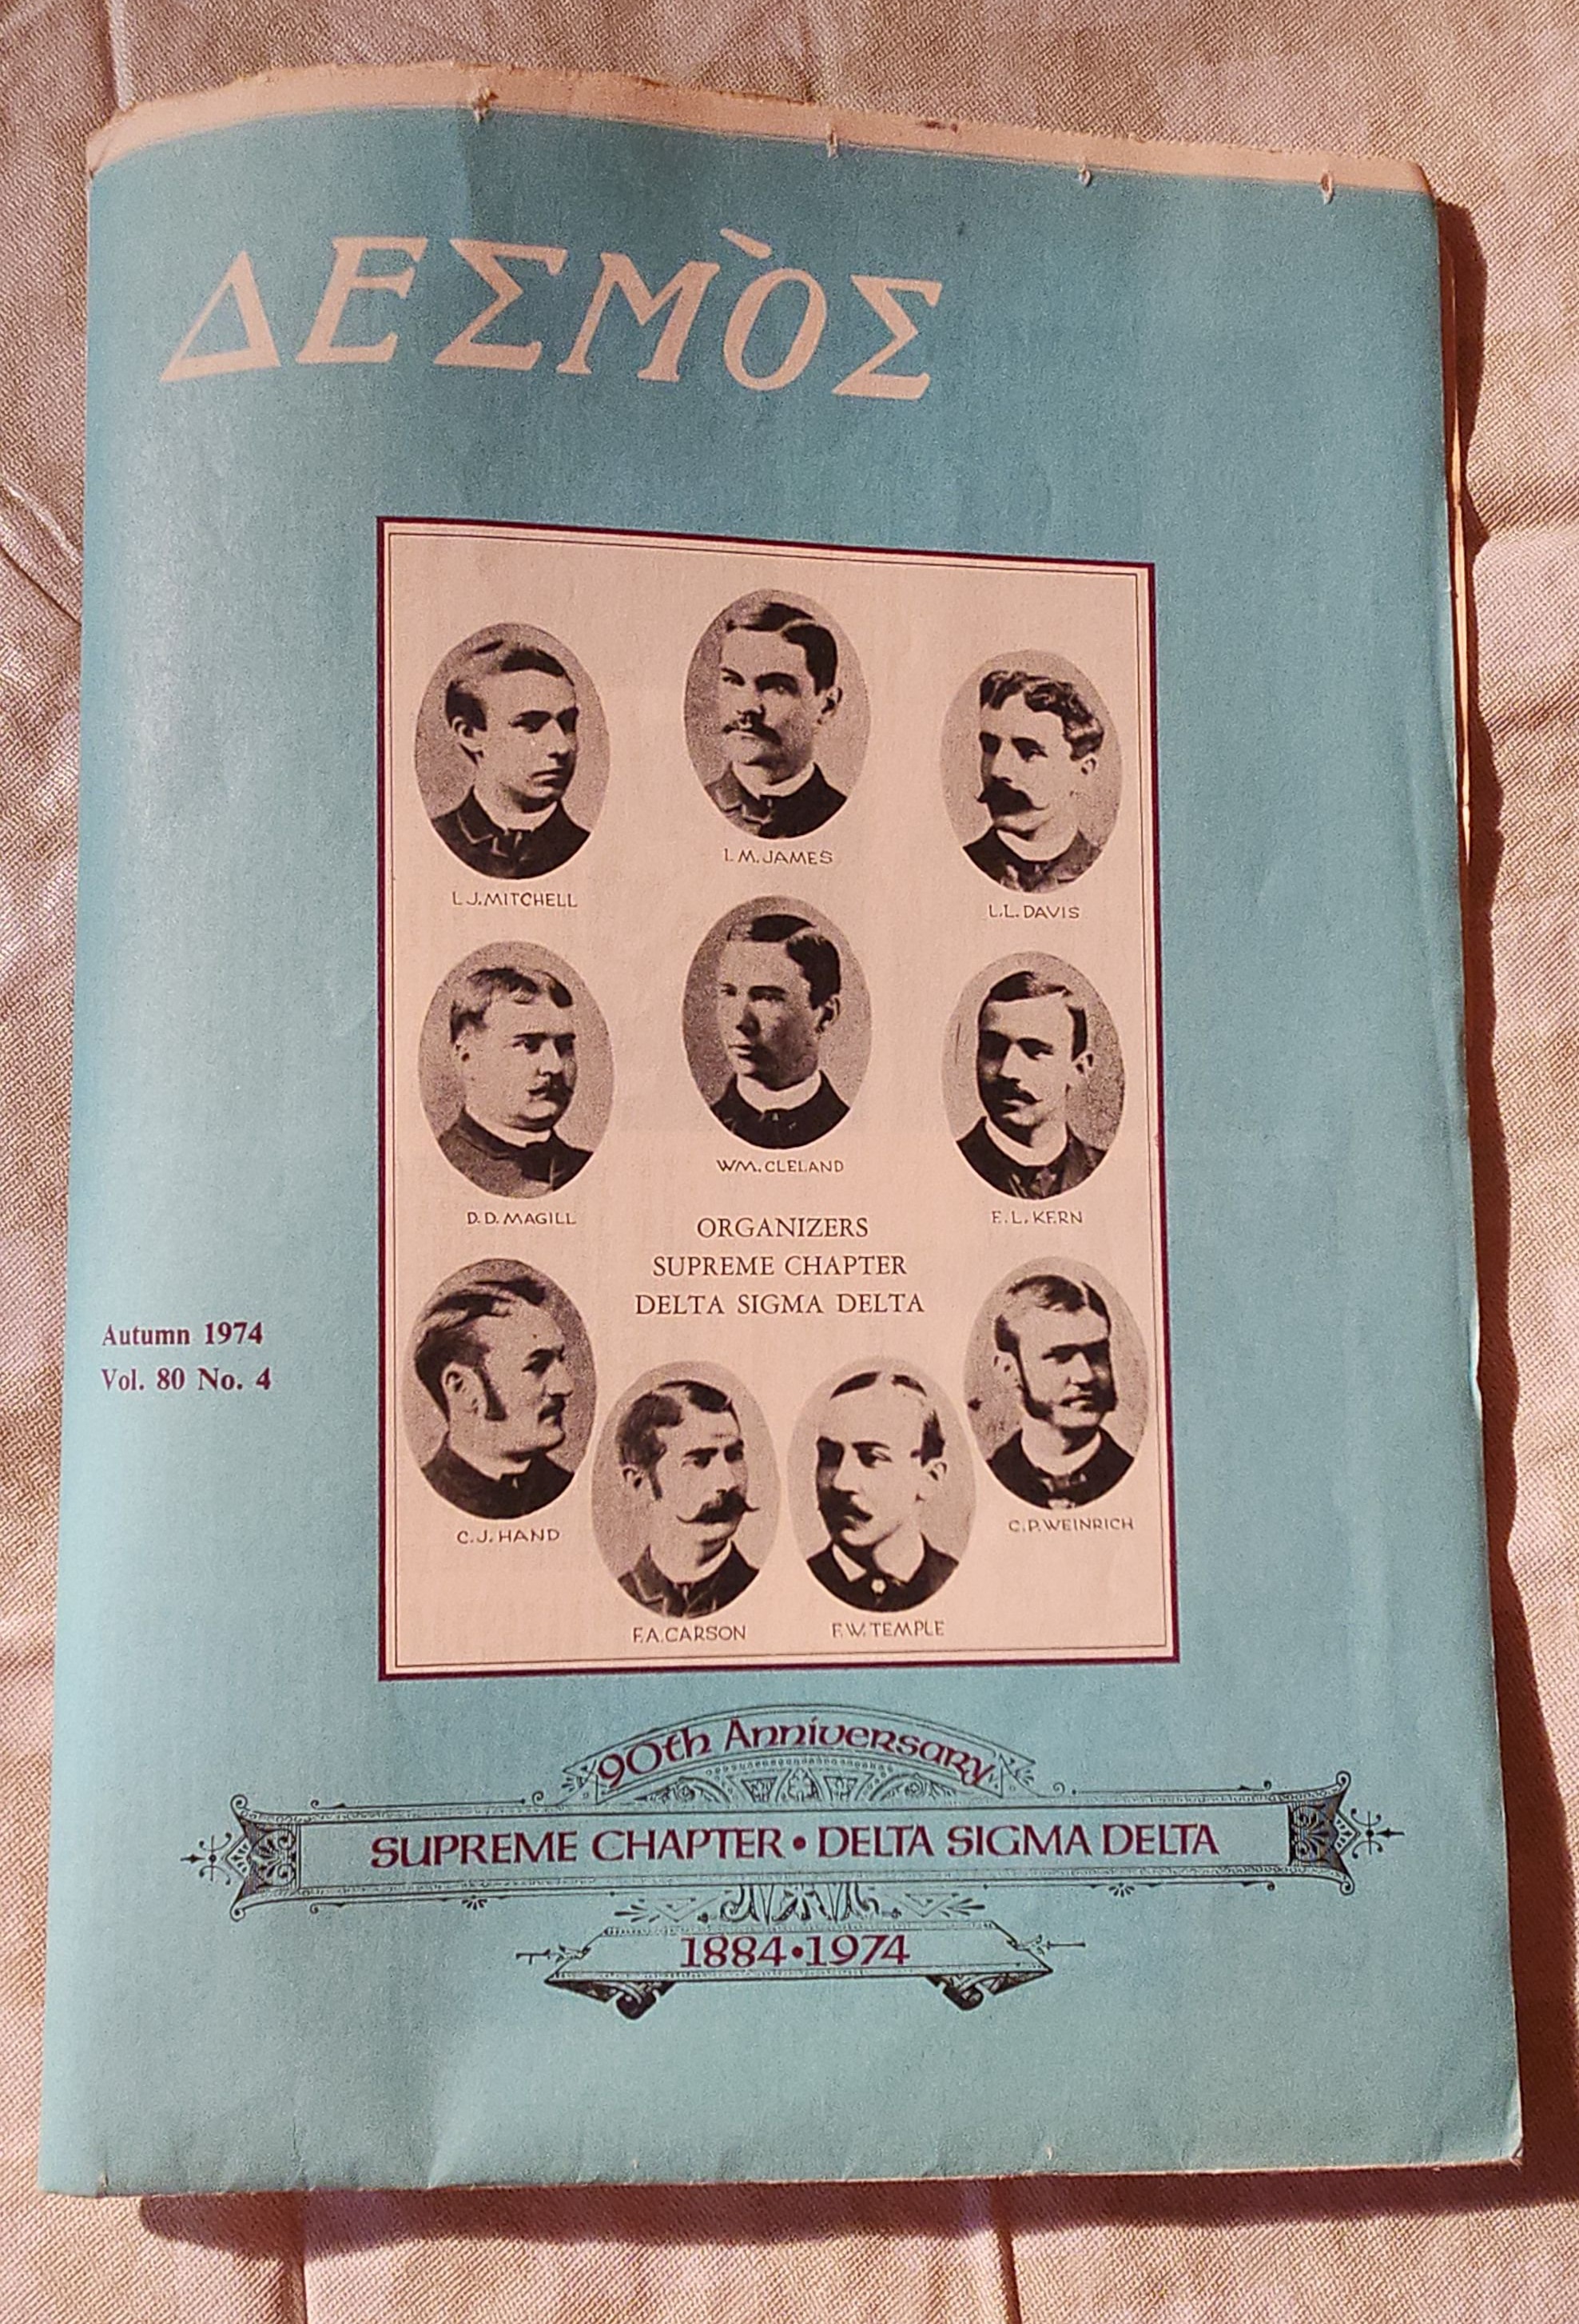 ΔΕΣΜὸΣ
L.J. MITCHELL
I. M. JAMES
L.L. DAVIS
D. D. MAGILL
WM. CLELAND
E. L. KERN
ORGANIZERS
SUPREME CHAPTER
DELTA SIGMA DELTA
Autumn 1974
Vol. 80 No. 4
C. J. HAND
F. A. CARSON
F. W. TEMPLE
C. P. WEINRICH
90th Anniversary
SUPREME CHAPTER • DELTA SIGMA DELTA
1884 • 1974